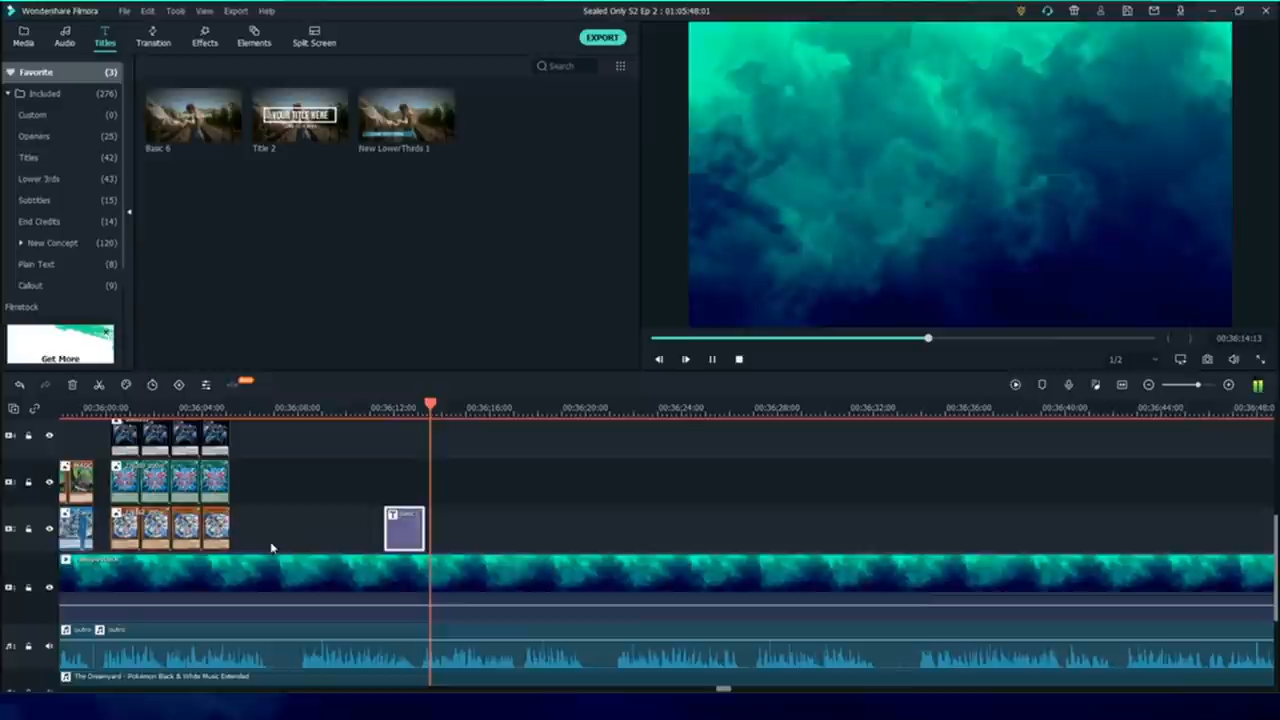 Wondershare Filmora File Edit Tools View Export Help Sealed Only S2 Ep 2 : 01:05:48:01
Media Audio Titles Transition Effects Elements Split Screen EXPORT
Favorite (3) Search
Included (276)
Custom (0)
Openers (25)
Titles (42)
Lower 3rds (43)
Subtitles (15)
End Credits (14)
New Concept (120)
Plain Text (8)
Callout (9)
Filmstock
Get More
YOUR TITLE HERE
Basic 6 Title 2 New LowerThirds 1
00:36:14:13
1/2
00:36:00:00 00:36:04:00 00:36:08:00 00:36:12:00 00:36:16:00 00:36:20:00 00:36:24:00 00:36:28:00 00:36:32:00 00:36:36:00 00:36:40:00 00:36:44:00 00:36:48:0
outro outro
The Dreamyard - Pokémon Black & White Music Extended